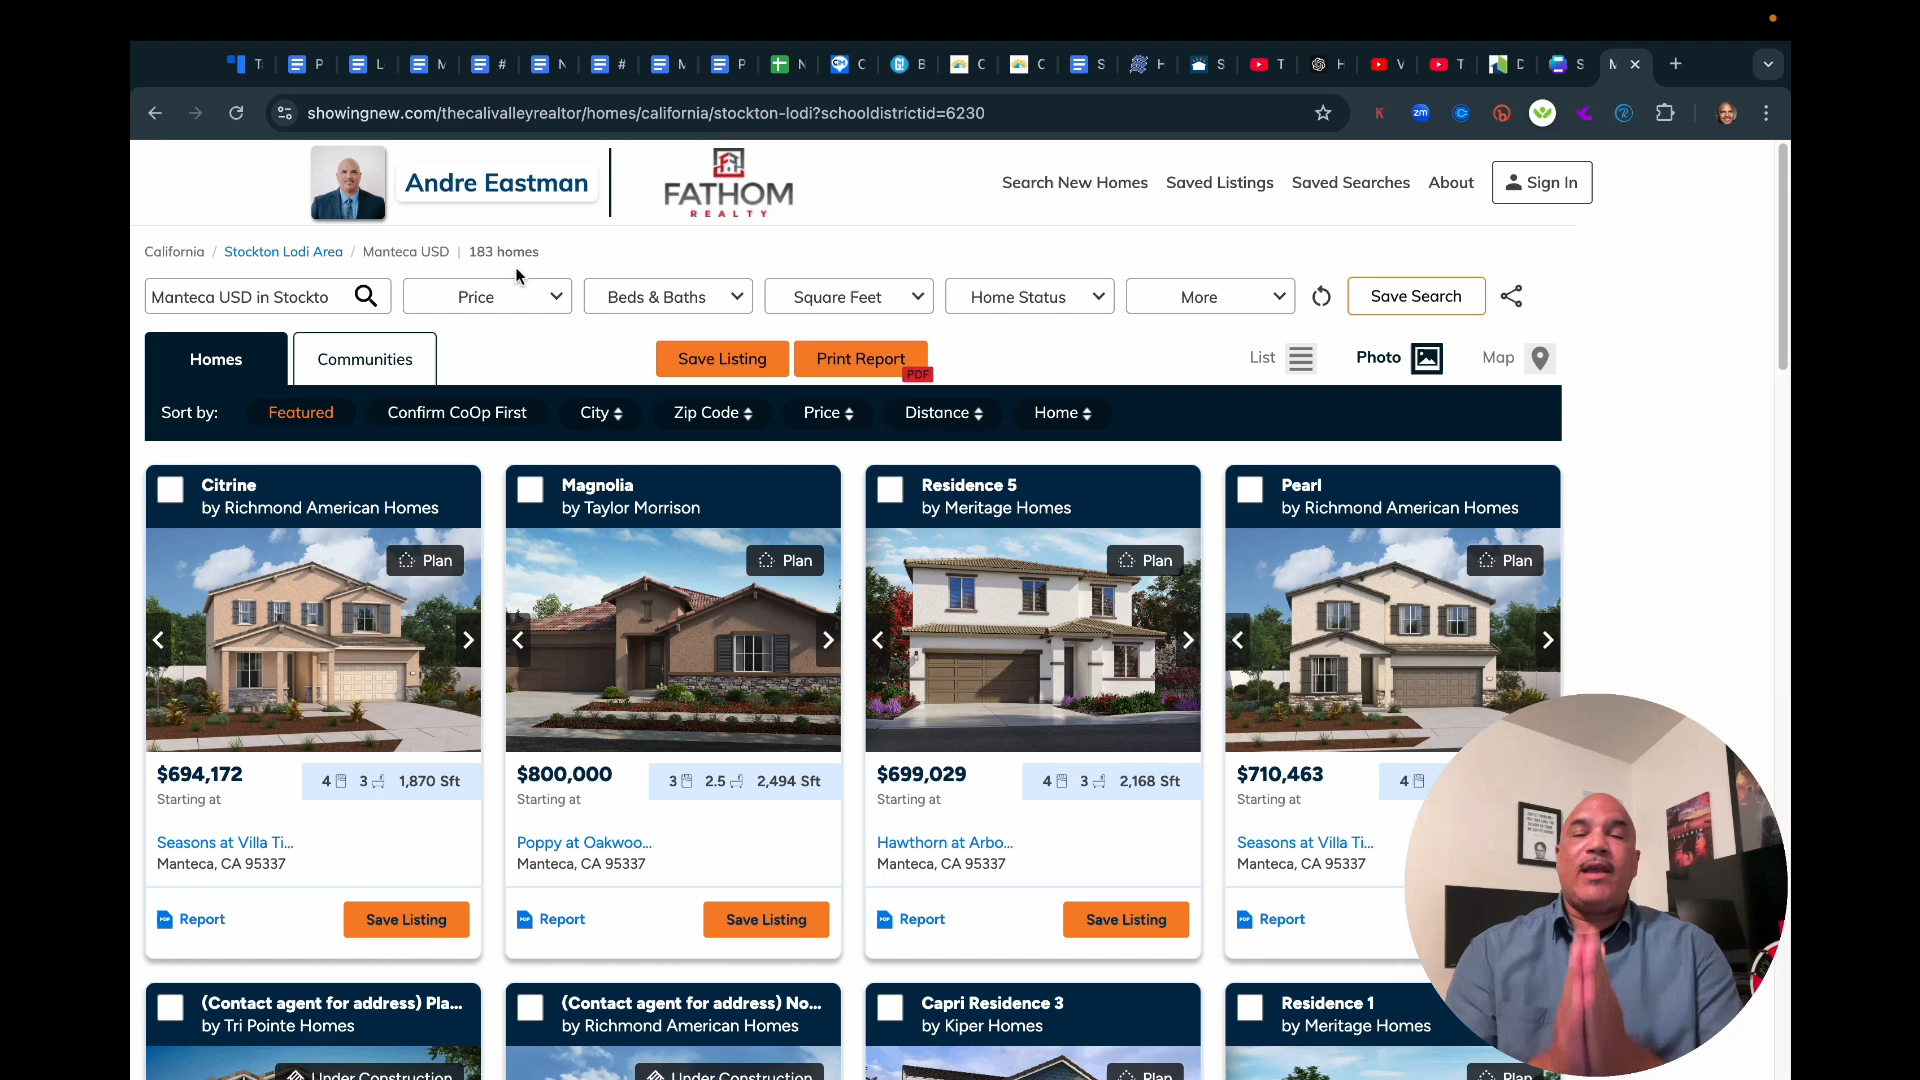 T P L M # N # M P N C B C C S H S T H V T D S M
showingnew.com/thecalivalleyrealtor/homes/california/stockton-lodi?schooldistrictid=6230
K zm C b R
Andre Eastman
FATHOM
REALTY
Search New Homes Saved Listings Saved Searches About Sign In
California / Stockton Lodi Area / Manteca USD | 183 homes
Manteca USD in Stockto Price Beds & Baths Square Feet Home Status More Save Search
Homes Communities Save Listing Print Report List Photo Map
PDF
Sort by: Featured Confirm CoOp First City Zip Code Price Distance Home
Citrine
by Richmond American Homes
Plan
$694,172
Starting at
4 3 1,870 Sft
Seasons at Villa Ti...
Manteca, CA 95337
PDF Report Save Listing
Magnolia
by Taylor Morrison
Plan
$800,000
Starting at
3 2.5 2,494 Sft
Poppy at Oakwoo...
Manteca, CA 95337
PDF Report Save Listing
Residence 5
by Meritage Homes
Plan
$699,029
Starting at
4 3 2,168 Sft
Hawthorn at Arbo...
Manteca, CA 95337
PDF Report Save Listing
Pearl
by Richmond American Homes
Plan
$710,463
Starting at
4
Seasons at Villa Ti...
Manteca, CA 95337
PDF Report
(Contact agent for address) Pla...
by Tri Pointe Homes
Under Construction
(Contact agent for address) No...
by Richmond American Homes
Under Construction
Capri Residence 3
by Kiper Homes
Plan
Residence 1
by Meritage Homes
Plan